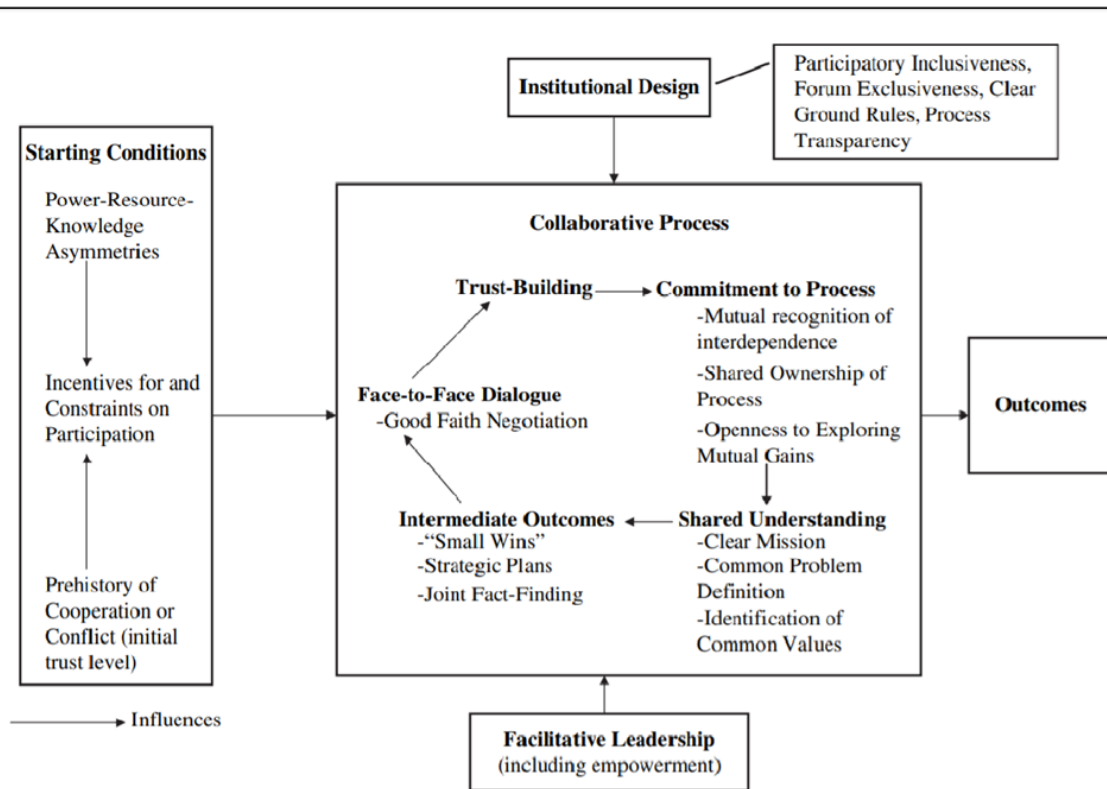 Institutional Design
Participatory Inclusiveness,
Forum Exclusiveness, Clear
Ground Rules, Process
Transparency
Starting Conditions
Power-Resource-
Knowledge
Asymmetries
Incentives for and
Constraints on
Participation
Prehistory of
Cooperation or
Conflict (initial
trust level)
Influences
Collaborative Process
Trust-Building
Commitment to Process
-Mutual recognition of
interdependence
-Shared Ownership of
Process
-Openness to Exploring
Mutual Gains
Face-to-Face Dialogue
-Good Faith Negotiation
Intermediate Outcomes
-“Small Wins”
-Strategic Plans
-Joint Fact-Finding
Shared Understanding
-Clear Mission
-Common Problem
Definition
-Identification of
Common Values
Outcomes
Facilitative Leadership
(including empowerment)